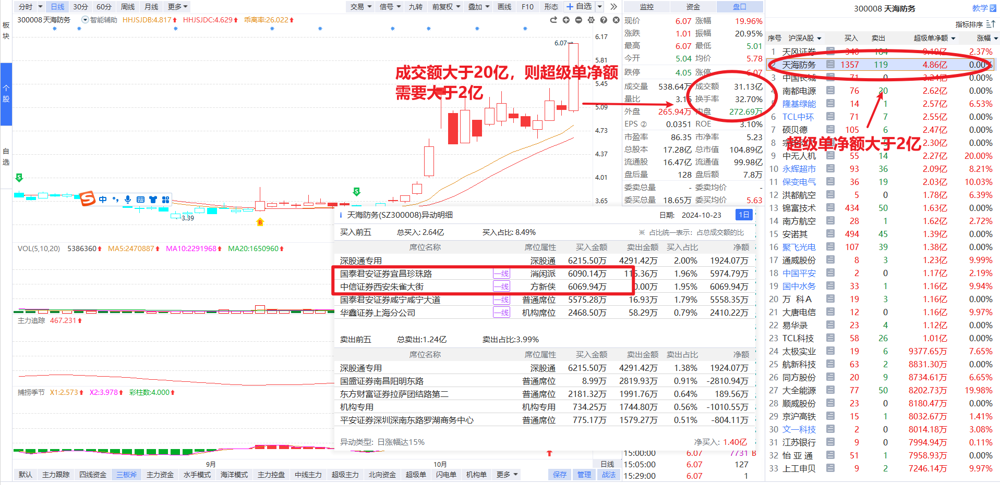 分时 日线 30分 60分 周线 月线 更多 交易 信号 九转 前复权 叠加 画线 F10 形态 自选
300008 天海防务 智能辅助 HHJSJDB:4.817 HHJSJDC:4.629 乖离率:26.022
板块
个股
自选
6.17
5.81
5.45
5.09
4.73
4.37
4.01
3.65
6.07
3.39
S
S
B
中
成交额大于20亿，则超级单净额
需要大于2亿
VOL(5,10,20) 5386360 MA5:2470887 MA10:2291968 MA20:1650960
主力追踪 467.231
捕捞季节 X1:2.573 X2:3.978 彩柱数:4.000
9月 10月 日线
默认 主力跟踪 四线资金 三板斧 主力资金 水手模式 海洋模式 主力控盘 中线主力 超级主力 北向资金 超级单 闪电单 机构单 更多 保存 管理 战法
监控 资金 盘口
现价 6.07 涨幅 19.96%
涨跌 1.01 振幅 20.95%
最高 6.07 最低 5.01
今开 5.04 均价 5.78
跌停 4.05 涨停 6.07
成交量 538.64万 成交额 31.13亿
量比 3.15 换手率 32.70%
外盘 265.94万 内盘 272.69万
EPS ② 0.0351 ROE 3.10%
市盈率 86.35 市净率 5.23
总股本 17.28亿 总市值 104.89亿
流通股 16.47亿 流通值 99.98亿
盘后量 128 盘后额 7.8万
委卖总量 - 委卖均价 -
委买总量 18.65万 委买均价 5.63
天海防务(SZ300008)异动明细 日期: 2024-10-23 1日
买入前五 总买入: 2.64亿 买入占比: 8.49% ※ 占比统一表示：占总成交额的比
席位名称 席位属性 买入金额 卖出金额 买入占比 净额
深股通专用 深股通 6215.50万 4291.42万 2.00% 1924.07万
国泰君安证券宜昌珍珠路 一线 消闲派 6090.14万 115.36万 1.96% 5974.79万
中信证券西安朱雀大街 一线 方新侠 6069.94万 0.00万 1.95% 6069.94万
国泰君安证券咸宁咸宁大道 一线 普通席位 5575.28万 16.93万 1.79% 5558.35万
华鑫证券上海分公司 一线 机构席位 2468.50万 58.29万 0.79% 2410.22万
卖出前五 总卖出:1.24亿 卖出占比:3.99%
席位名称 席位属性 买入金额 卖出金额 卖出占比 净额
深股通专用 深股通 6215.50万 4291.42万 1.38% 1924.07万
国盛证券南昌阳明东路 普通席位 8.99万 2819.93万 0.91% -2810.94万
东方财富证券拉萨团结路第二 普通席位 2181.32万 1991.76万 0.64% 189.56万
机构专用 机构专用 734.25万 1744.80万 0.56% -1010.55万
平安证券深圳深南东路罗湖商务中心 普通席位 775.17万 1579.27万 0.51% -804.11万
异动类型: 日涨幅达15% 净买入: 1.40亿
15:00:00 6.07 7731 B
15:05:00 6.07 127
15:29:00 6.07 1
300008 天海防务 教学
指标排序
序号 沪深A股 买入 卖出 超级单净额 涨幅
1 天风证券 2.37%
2 天海防务 1357 119 4.86亿 0.00%
3 中国长城 71 0 3.24亿 0.00%
4 南都电源 76 20 2.62亿 0.00%
5 隆基绿能 14 1 2.57亿 6.53%
6 TCL中环 71 7 2.55亿 0.00%
7 硕贝德 105 6 2.47亿 0.00%
8 2.30亿 0.00%
超级单净额大于2亿
9 中无人机 55 14 2.27亿 20.00%
10 永辉超市 93 36 2.09亿 8.21%
11 保变电气 36 19 2.03亿 10.03%
12 洪都航空 5 0 1.78亿 6.39%
13 锦富技术 434 50 1.63亿 0.00%
14 南方航空 28 1 1.62亿 2.72%
15 安诺其 494 45 1.39亿 0.00%
16 聚飞光电 107 39 1.38亿 0.00%
17 通威股份 8 3 1.23亿 9.99%
18 中国平安 2 0 1.17亿 2.19%
19 国中水务 33 1 1.16亿 9.94%
20 万 科A 19 3 1.16亿 0.00%
21 大唐电信 12 0 1.16亿 9.97%
22 易华录 23 4 1.12亿 0.00%
23 TCL科技 58 26 1.01亿 0.00%
24 太极实业 19 6 9377.65万 7.65%
25 航新科技 63 2 8831.30万 0.00%
26 同方股份 20 9 8734.61万 6.65%
27 大全能源 77 50 8202.73万 19.98%
28 顺威股份 23 0 8180.47万 0.00%
29 京沪高铁 15 1 8032.67万 1.41%
30 文一科技 2 0 8014.18万 3.08%
31 江苏银行 9 0 7994.94万 0.11%
32 怡 亚 通 51 1 7958.93万 0.00%
33 上工申贝 9 2 7246.14万 9.97%